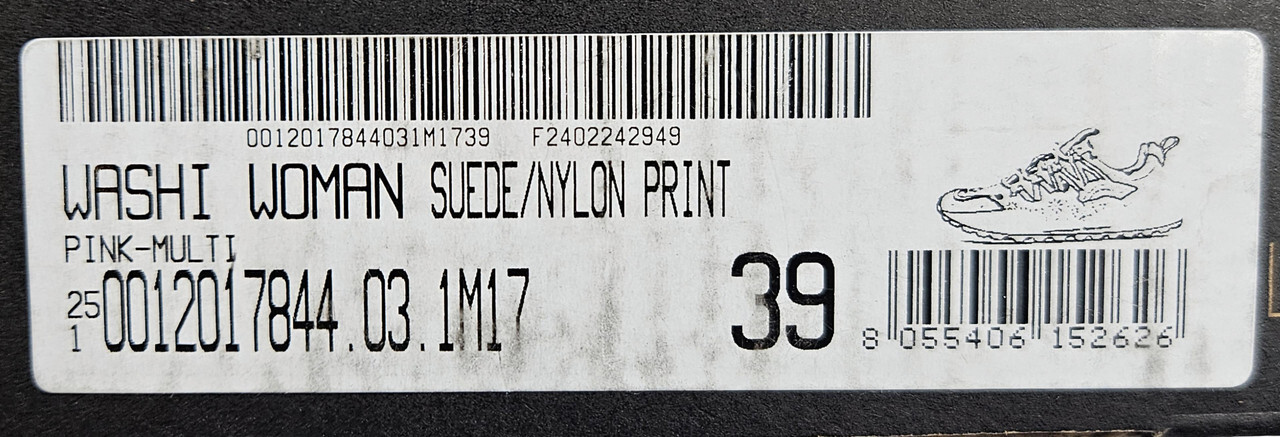 0012017844031M1739 F2402242949
WASHI WOMAN SUEDE/NYLON PRINT
PINK-MULTI
25
1
0012017844.03.1M17
39
8 055406 152626